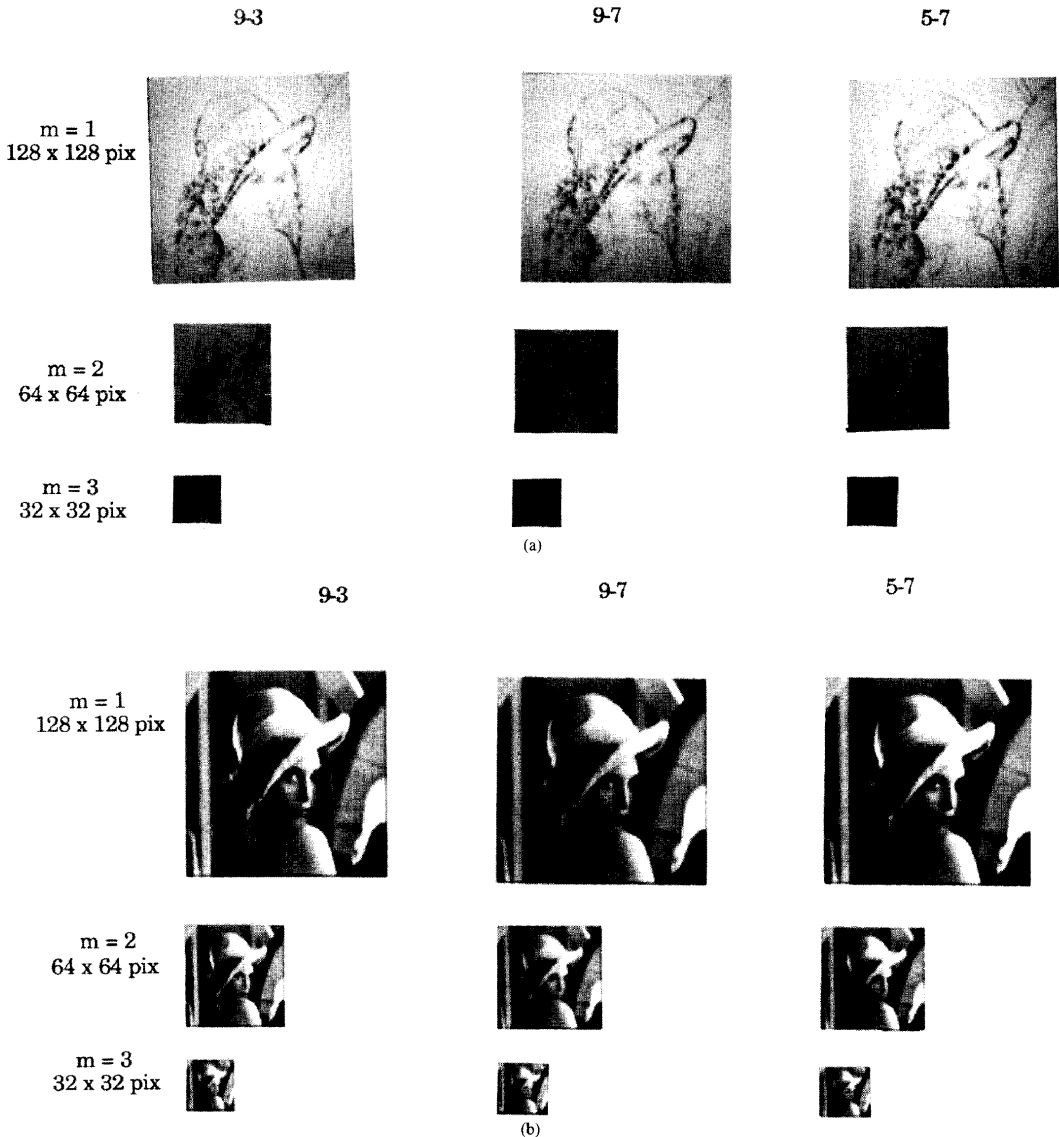 9-3 9-7 5-7
m = 1
128 x 128 pix
m = 2
64 x 64 pix
m = 3
32 x 32 pix
(a)
9-3 9-7 5-7
m = 1
128 x 128 pix
m = 2
64 x 64 pix
m = 3
32 x 32 pix
(b)